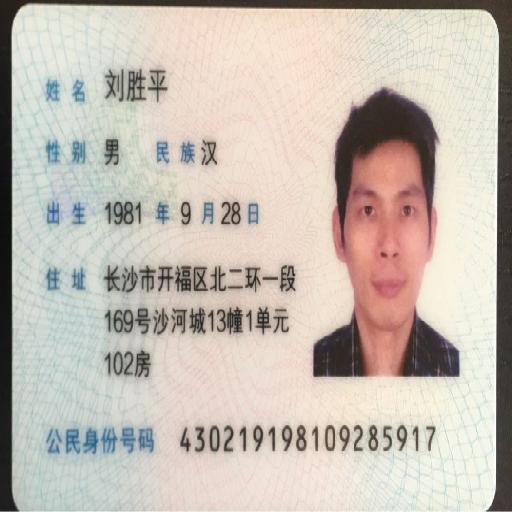 姓名 刘胜平
性别 男 民族 汉
出生 1981 年 9 月 28 日
住址 长沙市开福区北二环一段
169号沙河城13幢1单元
102房
公民身份号码 430219198109285917